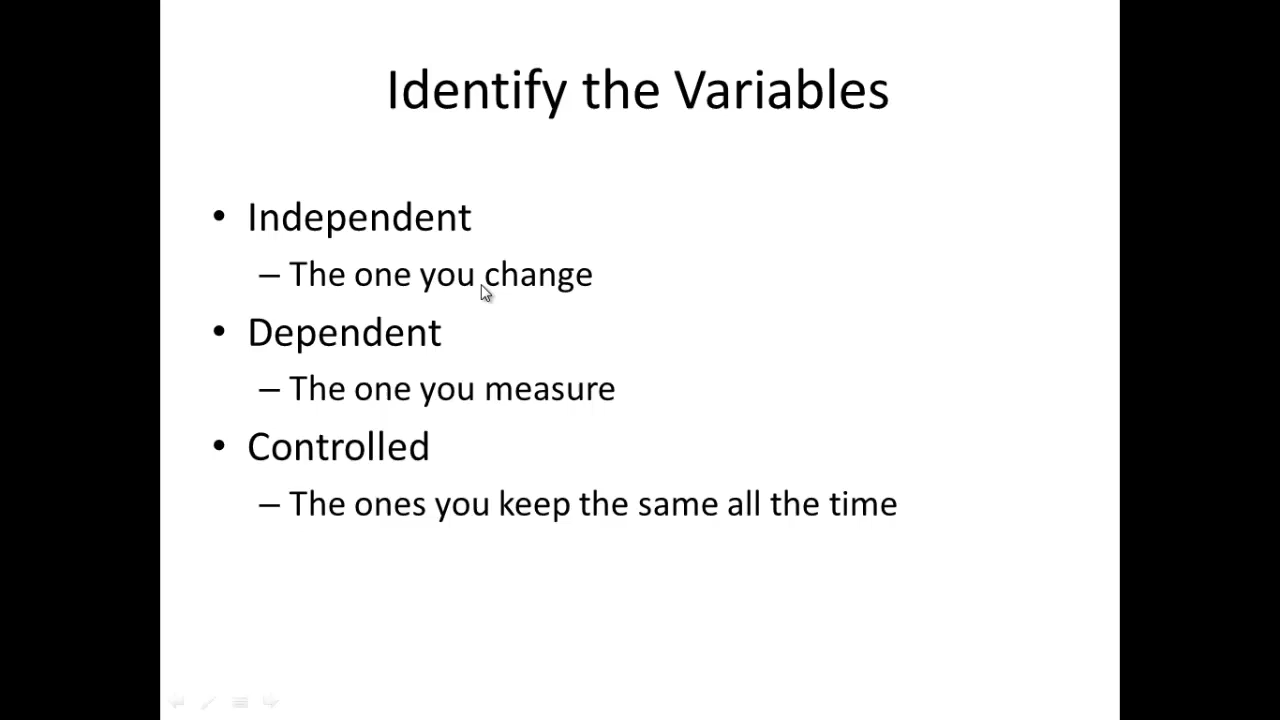 Identify the Variables
• Independent
– The one you change
• Dependent
– The one you measure
• Controlled
– The ones you keep the same all the time